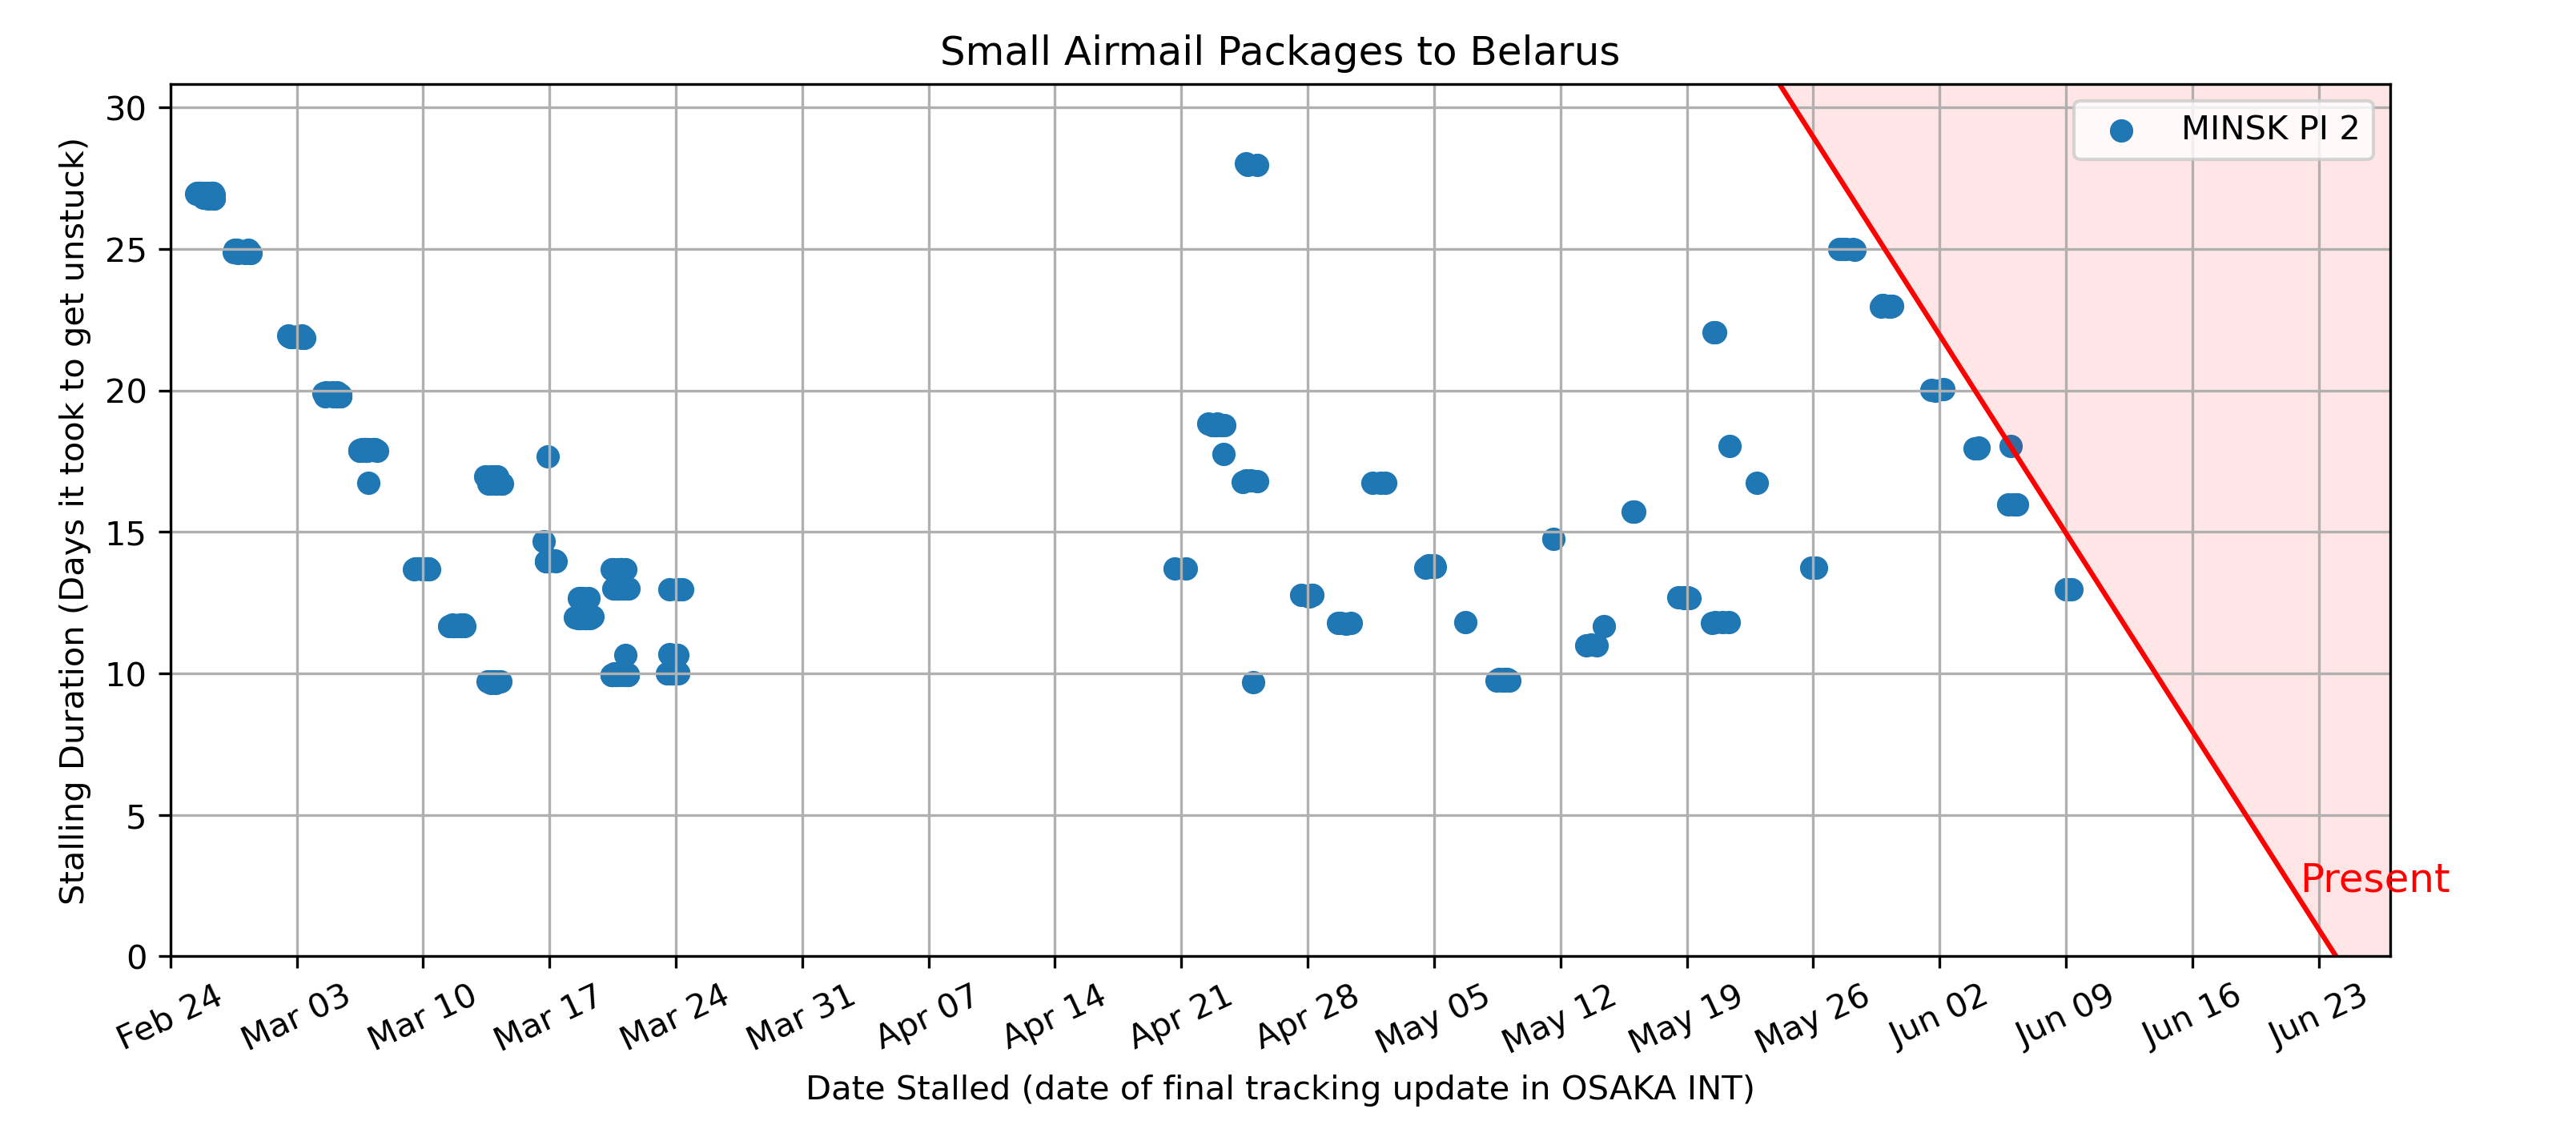 Small Airmail Packages to Belarus
MINSK PI 2
Stalling Duration (Days it took to get unstuck)
30
25
20
15
10
5
0
Present
Feb 24
Mar 03
Mar 10
Mar 17
Mar 24
Mar 31
Apr 07
Apr 14
Apr 21
Apr 28
May 05
May 12
May 19
May 26
Jun 02
Jun 09
Jun 16
Jun 23
Date Stalled (date of final tracking update in OSAKA INT)